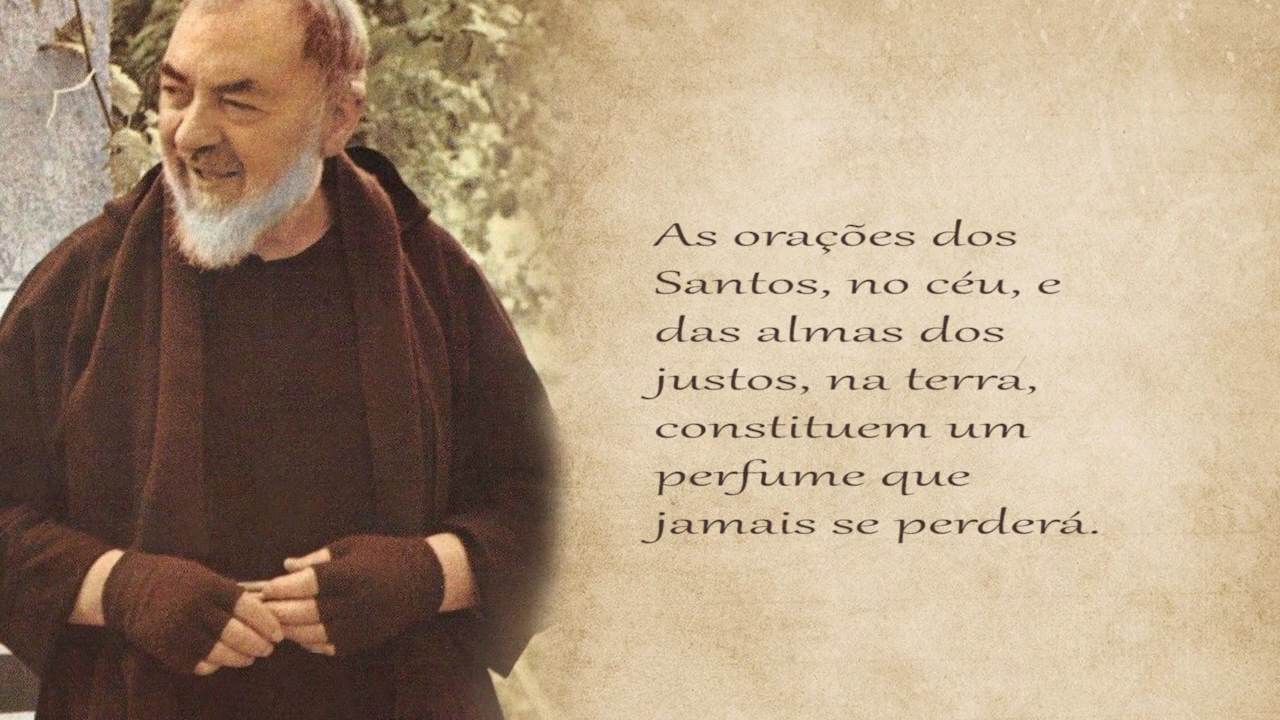 As orações dos
Santos, no céu, e
das almas dos
justos, na terra,
constituem um
perfume que
jamais se perderá.